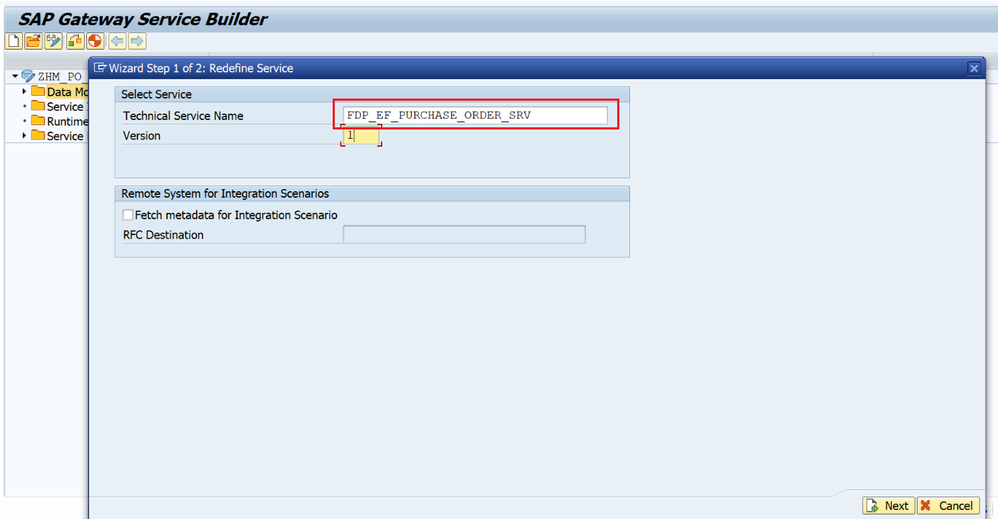 SAP Gateway Service Builder
Wizard Step 1 of 2: Redefine Service
ZHM_PO_
Data Mo
Service
Runtime
Service
Select Service
Technical Service Name FDP_EF_PURCHASE_ORDER_SRV
Version 1
Remote System for Integration Scenarios
Fetch metadata for Integration Scenario
RFC Destination
Next Cancel